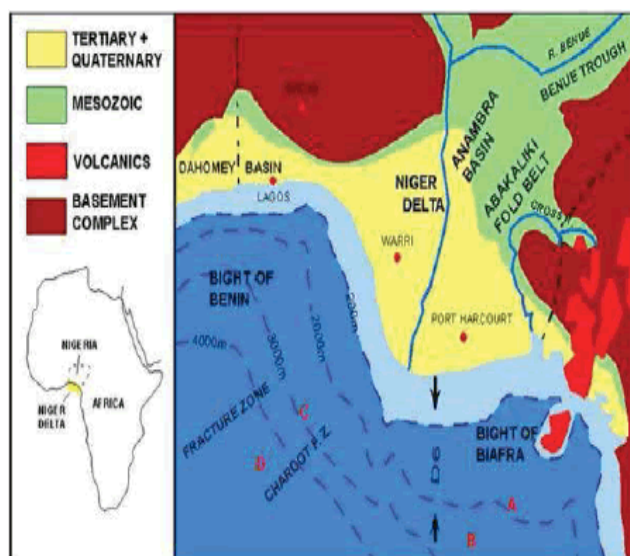 TERTIARY +
QUATERNARY
MESOZOIC
VOLCANICS
BASEMENT
COMPLEX
NIGERIA
NIGER
DELTA
AFRICA
R. BENUE
BENUE TROUGH
ANAMBRA
BASIN
ABAKALIKI
FOLD BELT
CROSS R
DAHOMEY BASIN
LAGOS
NIGER
DELTA
WARRI
PORT HARCOURT
BIGHT OF
BENIN
200m
2000m
3000m
4000m
FRACTURE ZONE
CHARCOT F. Z.
C
D
BIGHT OF
BIAFRA
A
B